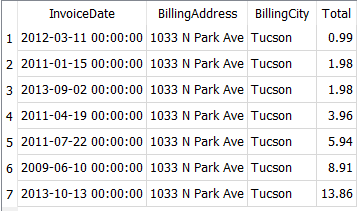 InvoiceDate BillingAddress BillingCity Total
1 2012-03-11 00:00:00 1033 N Park Ave Tucson 0.99
2 2011-01-15 00:00:00 1033 N Park Ave Tucson 1.98
3 2013-09-02 00:00:00 1033 N Park Ave Tucson 1.98
4 2011-04-19 00:00:00 1033 N Park Ave Tucson 3.96
5 2011-07-22 00:00:00 1033 N Park Ave Tucson 5.94
6 2009-06-10 00:00:00 1033 N Park Ave Tucson 8.91
7 2013-10-13 00:00:00 1033 N Park Ave Tucson 13.86